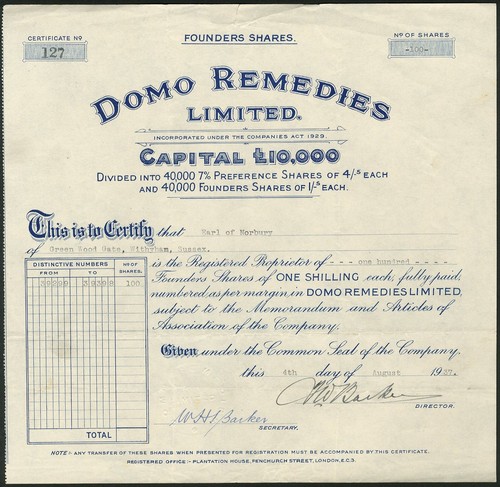 CERTIFICATE Nº
127
FOUNDERS SHARES.
Nº OF SHARES
-100-
DOMO REMEDIES
LIMITED.
INCORPORATED UNDER THE COMPANIES ACT 1929.
CAPITAL £10,000
DIVIDED INTO 40,000 7% PREFERENCE SHARES OF 4/-S EACH
AND 40,000 FOUNDERS SHARES OF 1/-S EACH.
This is to Certify that Earl of Norbury
of Green Wood Gate, Withyham, Sussex.
is the Registered Proprietor of - - - one hundred - - - -
Founders Shares of ONE SHILLING each, fully paid,
numbered as per margin, in DOMO REMEDIES LIMITED,
subject to the Memorandum and Articles of
Association of the Company.
Given under the Common Seal of the Company,
this 4th day of August 1937.
DISTINCTIVE NUMBERS
Nº OF SHARES,
FROM TO
39299 39398 100
TOTAL
DIRECTOR.
W H J Barker
SECRETARY.
NOTE:- ANY TRANSFER OF THESE SHARES WHEN PRESENTED FOR REGISTRATION MUST BE ACCOMPANIED BY THIS CERTIFICATE.
REGISTERED OFFICE:- PLANTATION HOUSE, FENCHURCH STREET, LONDON, E.C.3.